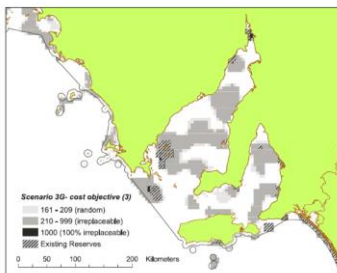 Scenario 3G- cost objective (3)
161 - 209 (random)
210 - 999 (irreplaceable)
1000 (100% irreplaceable)
Existing Reserves
0 50 100 200 Kilometers